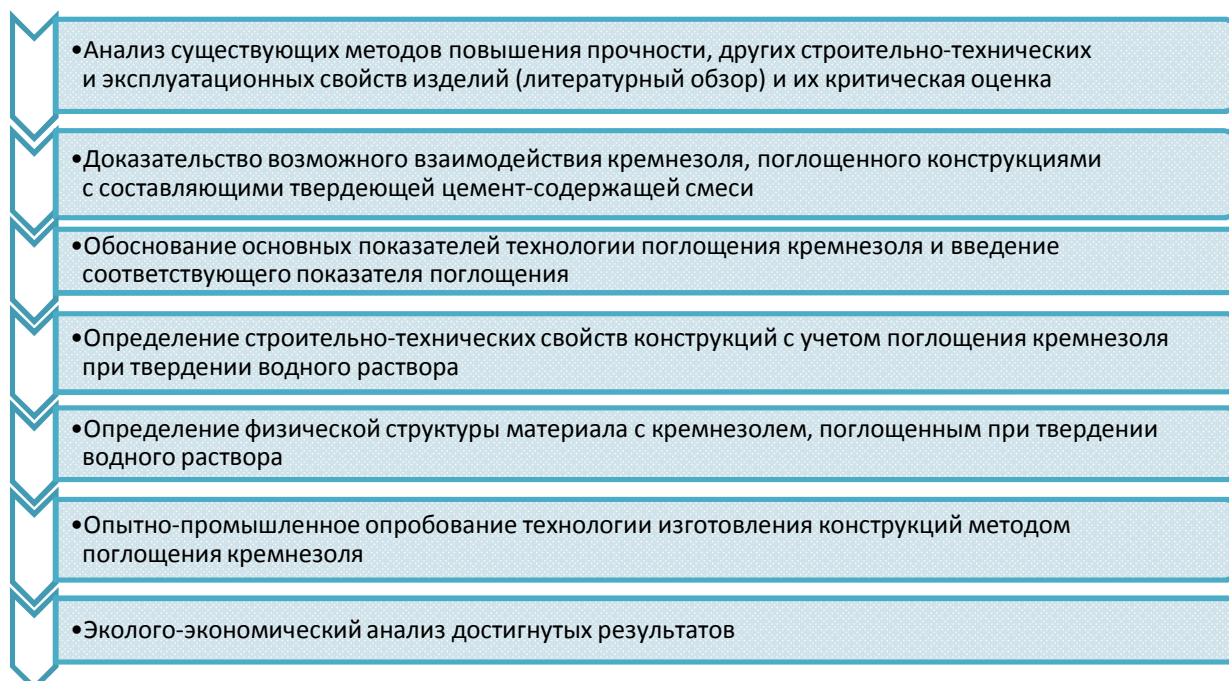 •Анализ существующих методов повышения прочности, других строительно-технических
и эксплуатационных свойств изделий (литературный обзор) и их критическая оценка
•Доказательство возможного взаимодействия кремнезоля, поглощенного конструкциями
с составляющими твердеющей цемент-содержащей смеси
•Обоснование основных показателей технологии поглощения кремнезоля и введение
соответствующего показателя поглощения
•Определение строительно-технических свойств конструкций с учетом поглощения кремнезоля
при твердении водного раствора
•Определение физической структуры материала с кремнезолем, поглощенным при твердении
водного раствора
•Опытно-промышленное опробование технологии изготовления конструкций методом
поглощения кремнезоля
•Эколого-экономический анализ достигнутых результатов